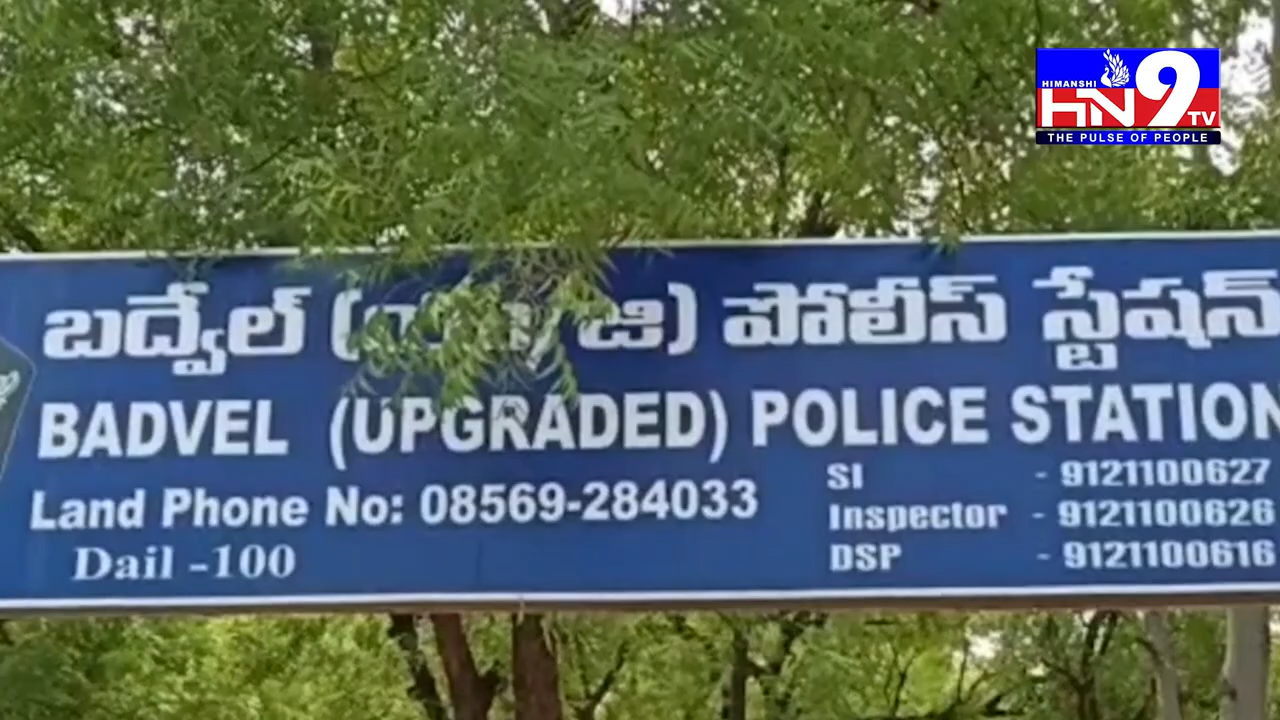 HIMANSHI
HN9 TV
THE PULSE OF PEOPLE
బద్వేల్ పోలీస్ స్టేషన్
BADVEL (UPGRADED) POLICE STATION
Land Phone No: 08569-284033
Dail -100
SI - 9121100627
Inspector - 9121100626
DSP - 9121100616